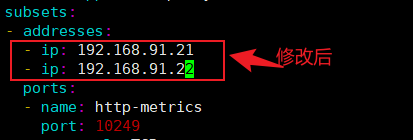 subsets:
- addresses:
  - ip: 192.168.91.21
  - ip: 192.168.91.22
修改后
  ports:
  - name: http-metrics
    port: 10249